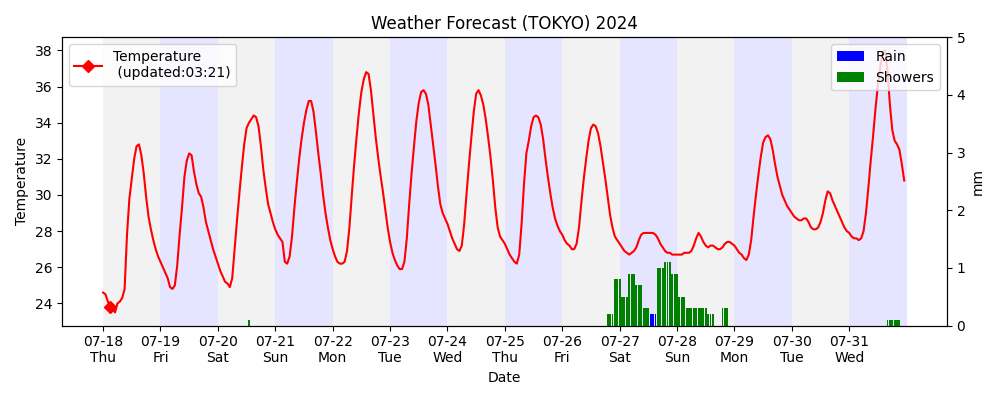 Weather Forecast (TOKYO) 2024
Temperature
(updated:03:21)
Rain
Showers
38
36
34
32
30
28
26
24
Temperature
5
4
3
2
1
0
mm
07-18 07-19 07-20 07-21 07-22 07-23 07-24 07-25 07-26 07-27 07-28 07-29 07-30 07-31
Thu Fri Sat Sun Mon Tue Wed Thu Fri Sat Sun Mon Tue Wed
Date